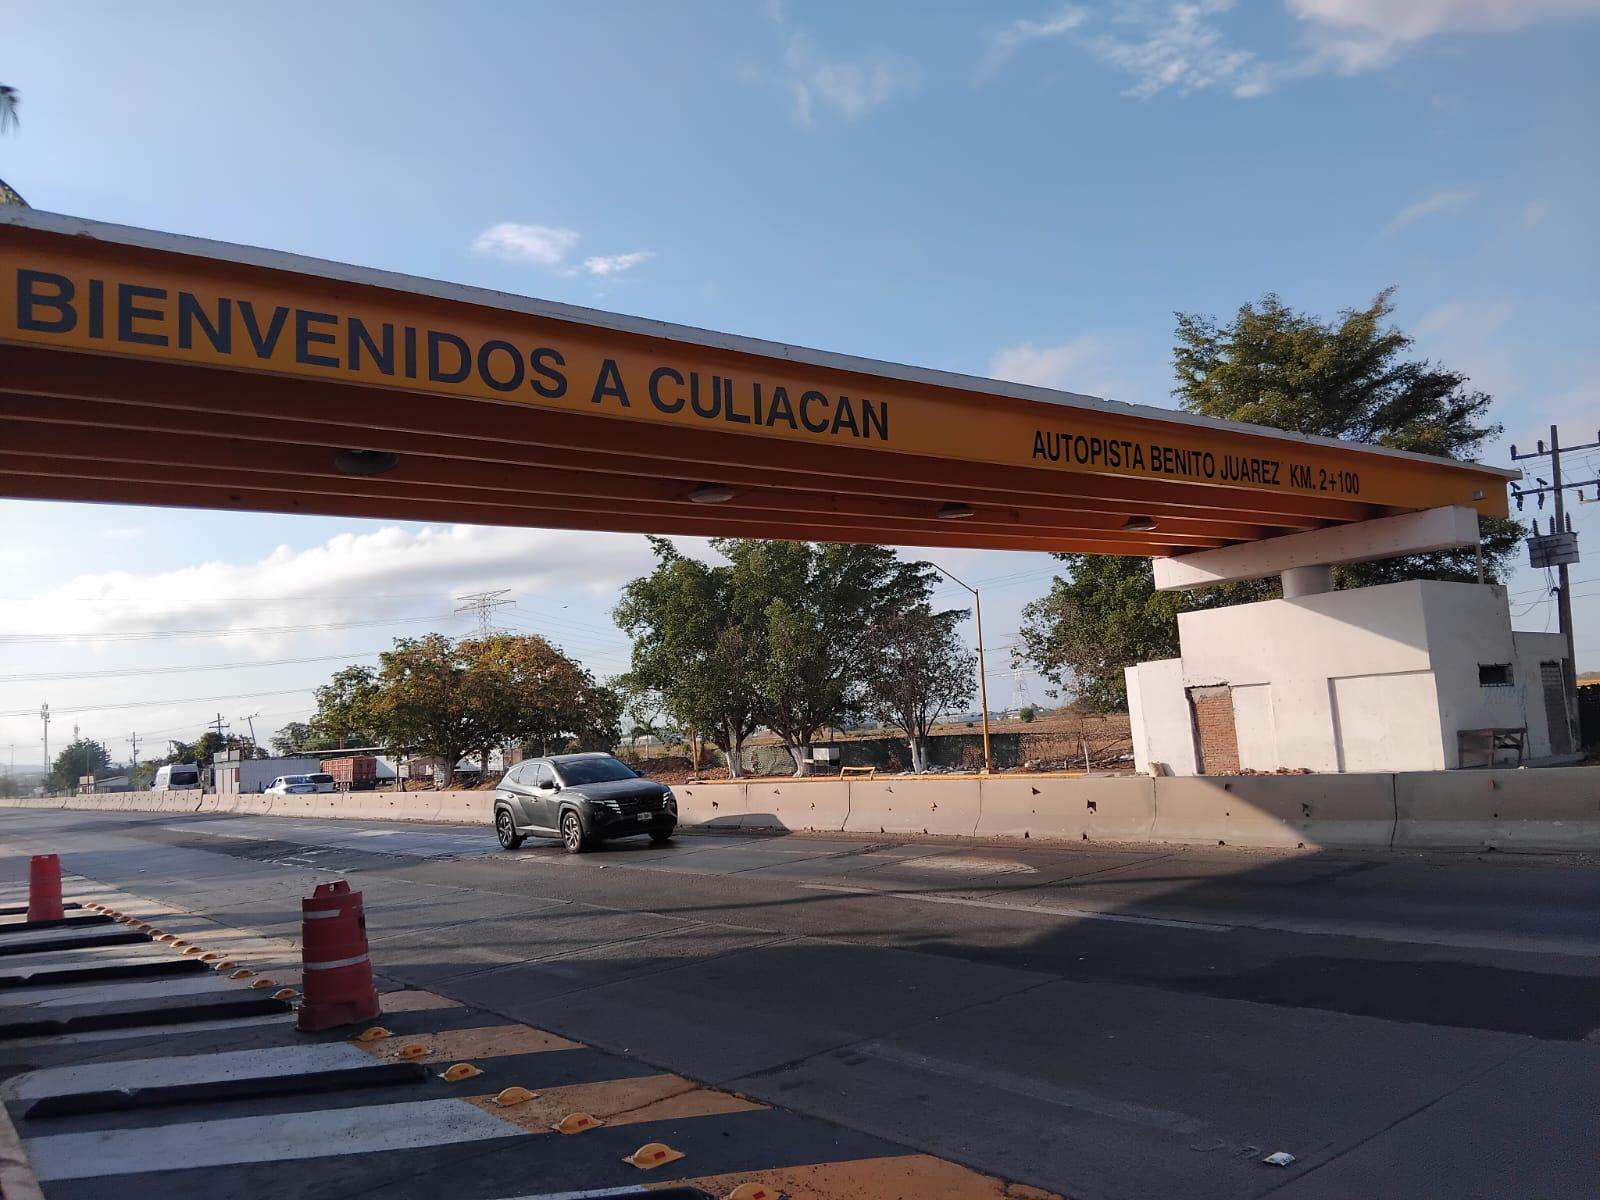 BIENVENIDOS A CULIACAN
AUTOPISTA BENITO JUAREZ KM. 2+100